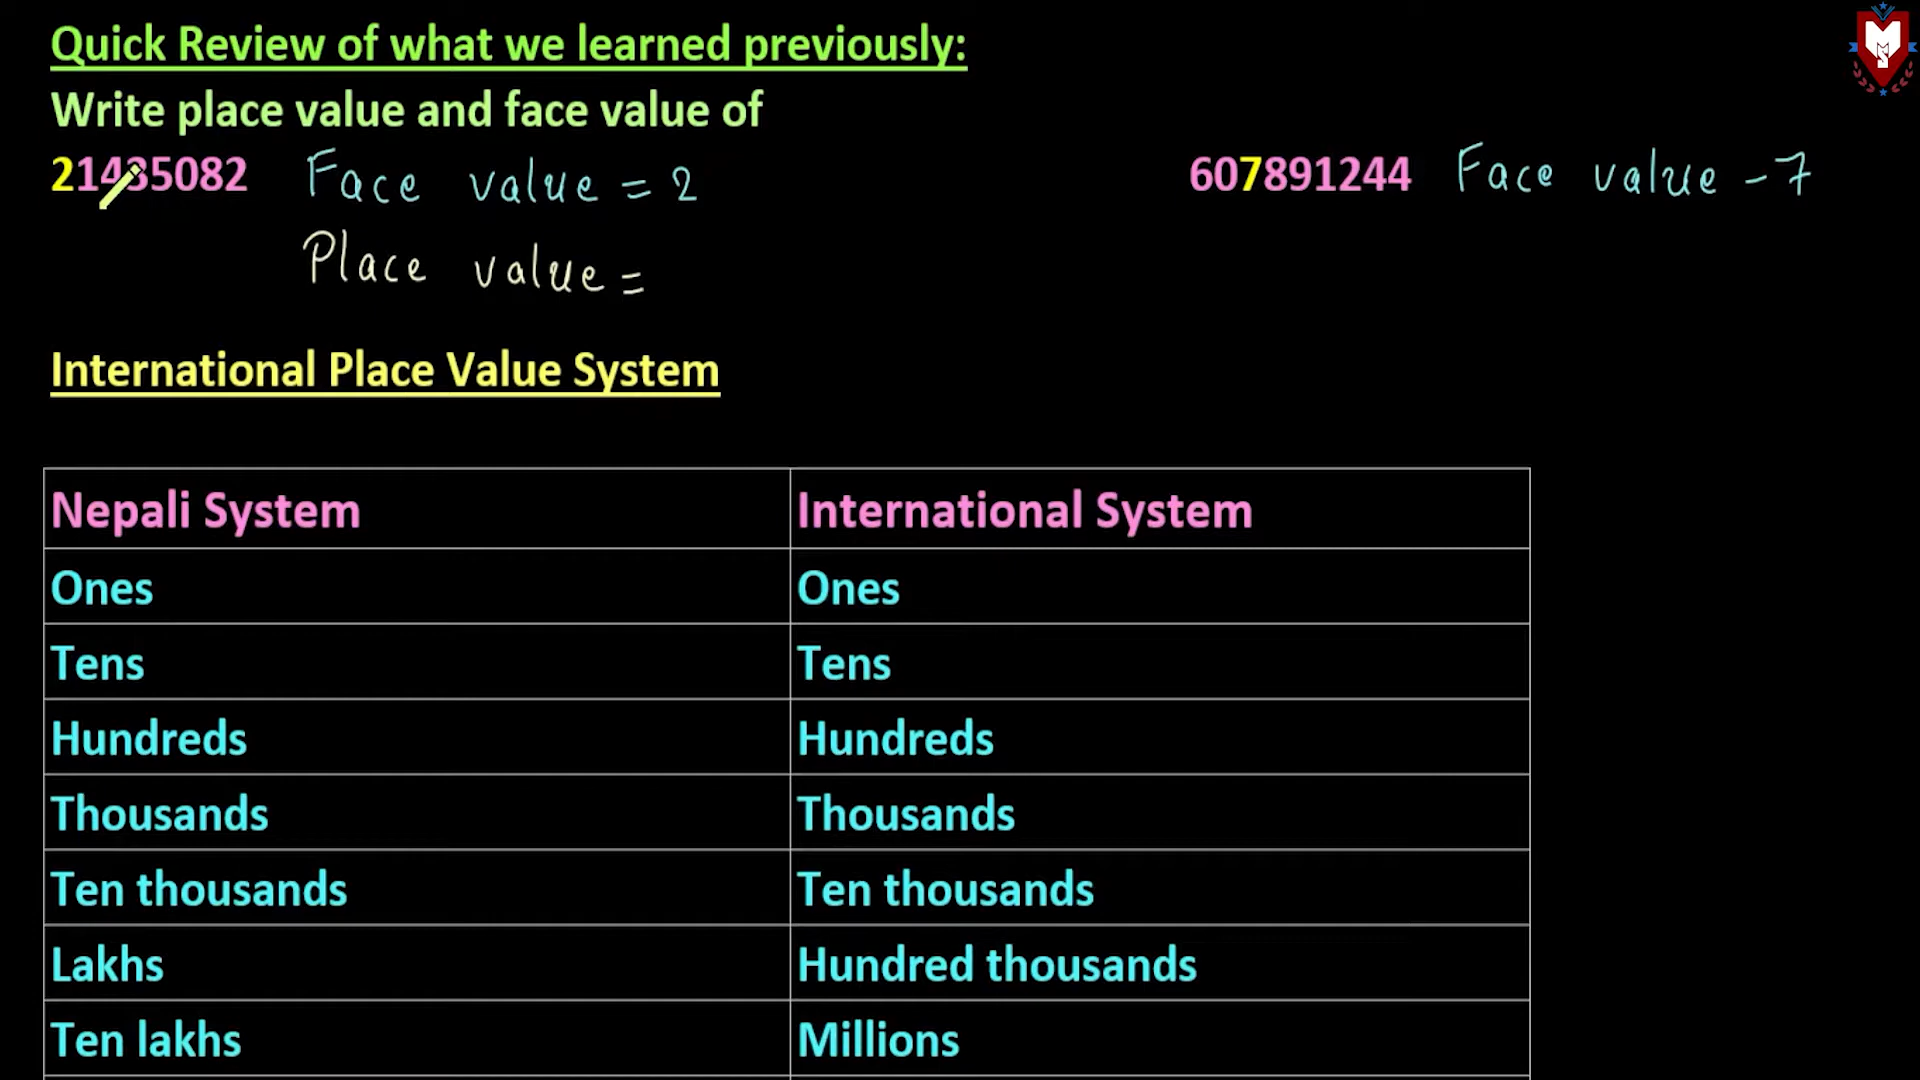 Quick Review of what we learned previously:
Write place value and face value of
21435082 Face value = 2
607891244 Face value - 7
Place value =
International Place Value System
Nepali System International System
Ones Ones
Tens Tens
Hundreds Hundreds
Thousands Thousands
Ten thousands Ten thousands
Lakhs Hundred thousands
Ten lakhs Millions